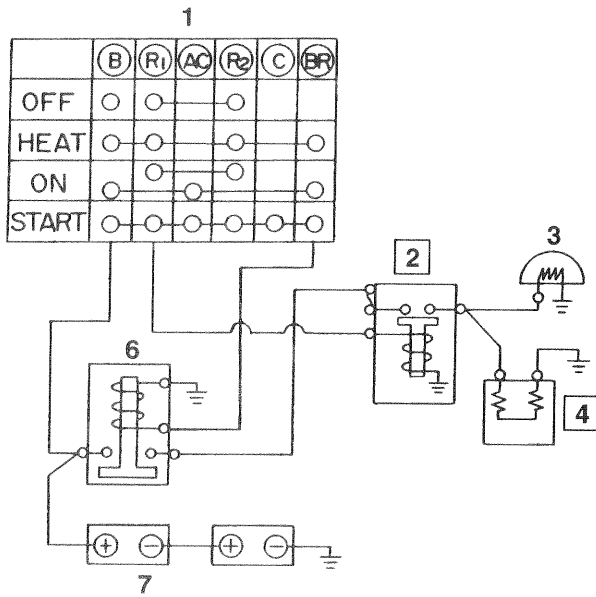 1
B R1 AC R2 C BR
OFF
HEAT
ON
START
2
3
6
4
+ − + −
7